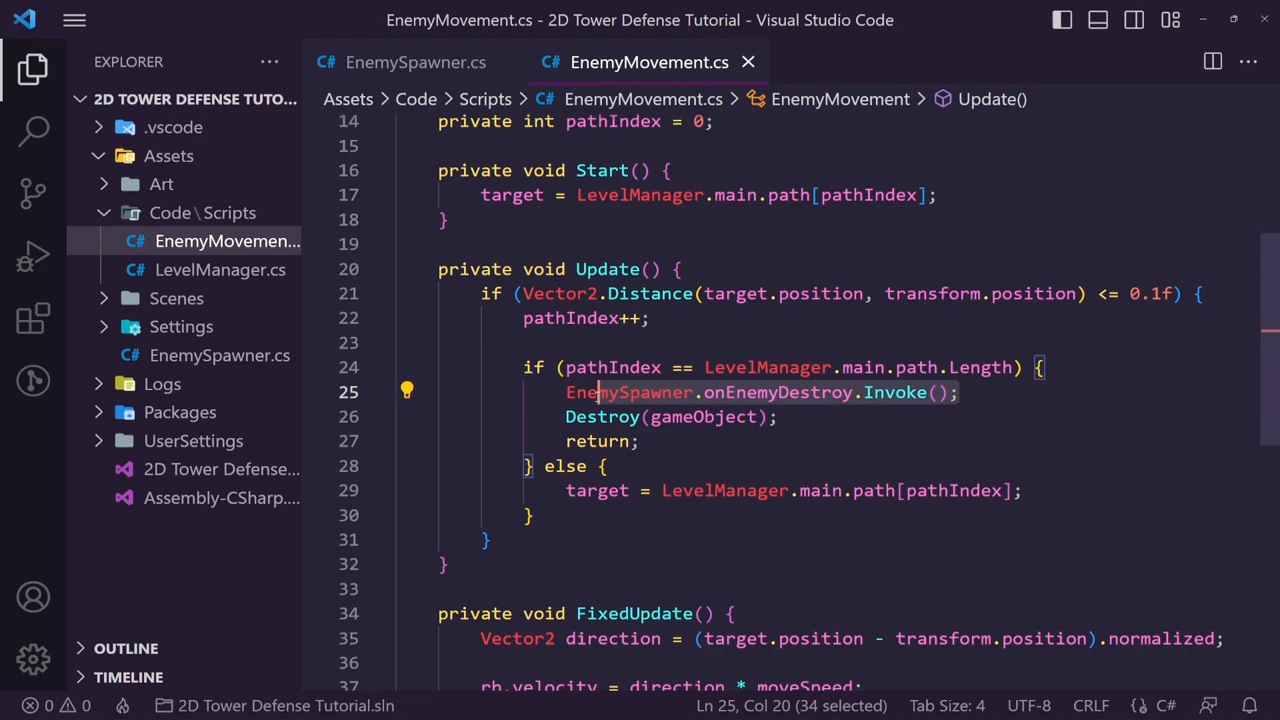 EnemyMovement.cs - 2D Tower Defense Tutorial - Visual Studio Code
EXPLORER
2D TOWER DEFENSE TUTO...
.vscode
Assets
Art
Code\Scripts
C# EnemyMovement...
C# LevelManager.cs
Scenes
Settings
C# EnemySpawner.cs
Logs
Packages
UserSettings
2D Tower Defense...
Assembly-CSharp....
OUTLINE
TIMELINE
C# EnemySpawner.cs
C# EnemyMovement.cs
Assets > Code > Scripts > C# EnemyMovement.cs > EnemyMovement > Update()
14 private int pathIndex = 0;
15
16 private void Start() {
17 target = LevelManager.main.path[pathIndex];
18 }
19
20 private void Update() {
21 if (Vector2.Distance(target.position, transform.position) <= 0.1f) {
22 pathIndex++;
23
24 if (pathIndex == LevelManager.main.path.Length) {
25 EnemySpawner.onEnemyDestroy.Invoke();
26 Destroy(gameObject);
27 return;
28 } else {
29 target = LevelManager.main.path[pathIndex];
30 }
31 }
32 }
33
34 private void FixedUpdate() {
35 Vector2 direction = (target.position - transform.position).normalized;
36
37 rb.velocity = direction * moveSpeed;
0 0 2D Tower Defense Tutorial.sln Ln 25, Col 20 (34 selected) Tab Size: 4 UTF-8 CRLF {} C#